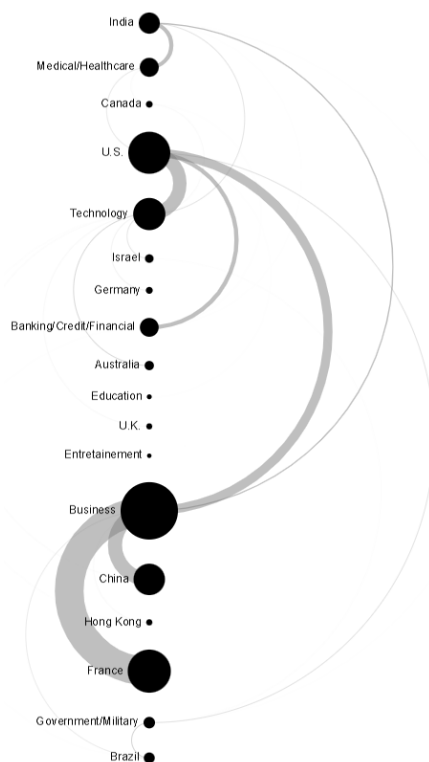 India
Medical/Healthcare
Canada
U.S.
Technology
Israel
Germany
Banking/Credit/Financial
Australia
Education
U.K.
Entretainement
Business
China
Hong Kong
France
Government/Military
Brazil